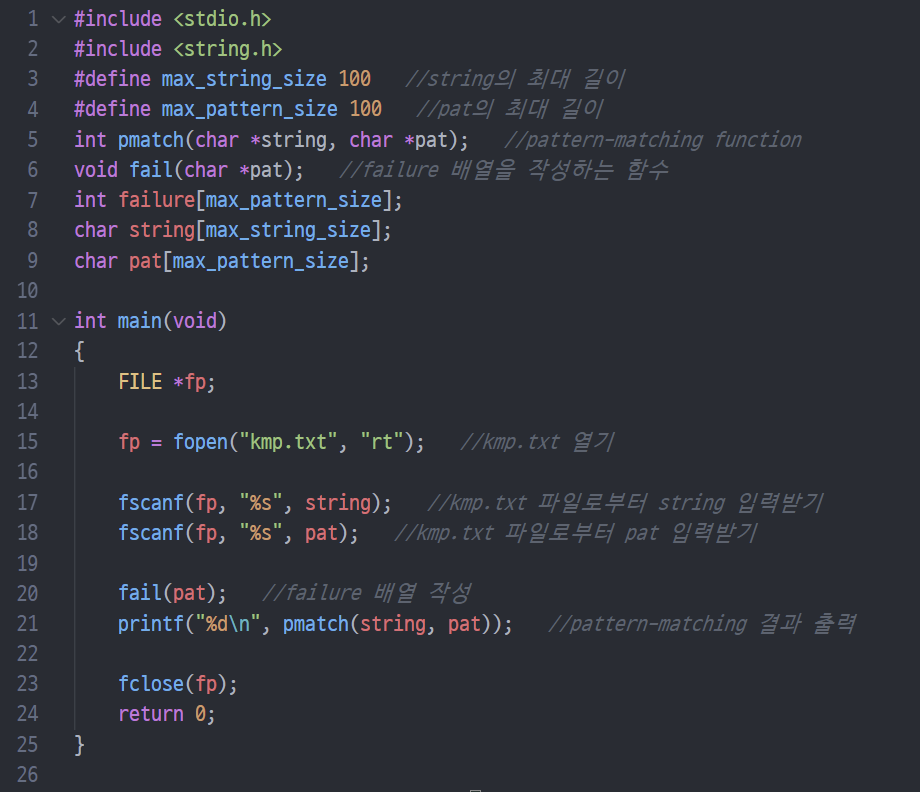 1 #include <stdio.h>
2 #include <string.h>
3 #define max_string_size 100 //string의 최대 길이
4 #define max_pattern_size 100 //pat의 최대 길이
5 int pmatch(char *string, char *pat); //pattern-matching function
6 void fail(char *pat); //failure 배열을 작성하는 함수
7 int failure[max_pattern_size];
8 char string[max_string_size];
9 char pat[max_pattern_size];
10
11 int main(void)
12 {
13 FILE *fp;
14
15 fp = fopen("kmp.txt", "rt"); //kmp.txt 열기
16
17 fscanf(fp, "%s", string); //kmp.txt 파일로부터 string 입력받기
18 fscanf(fp, "%s", pat); //kmp.txt 파일로부터 pat 입력받기
19
20 fail(pat); //failure 배열 작성
21 printf("%d\n", pmatch(string, pat)); //pattern-matching 결과 출력
22
23 fclose(fp);
24 return 0;
25 }
26